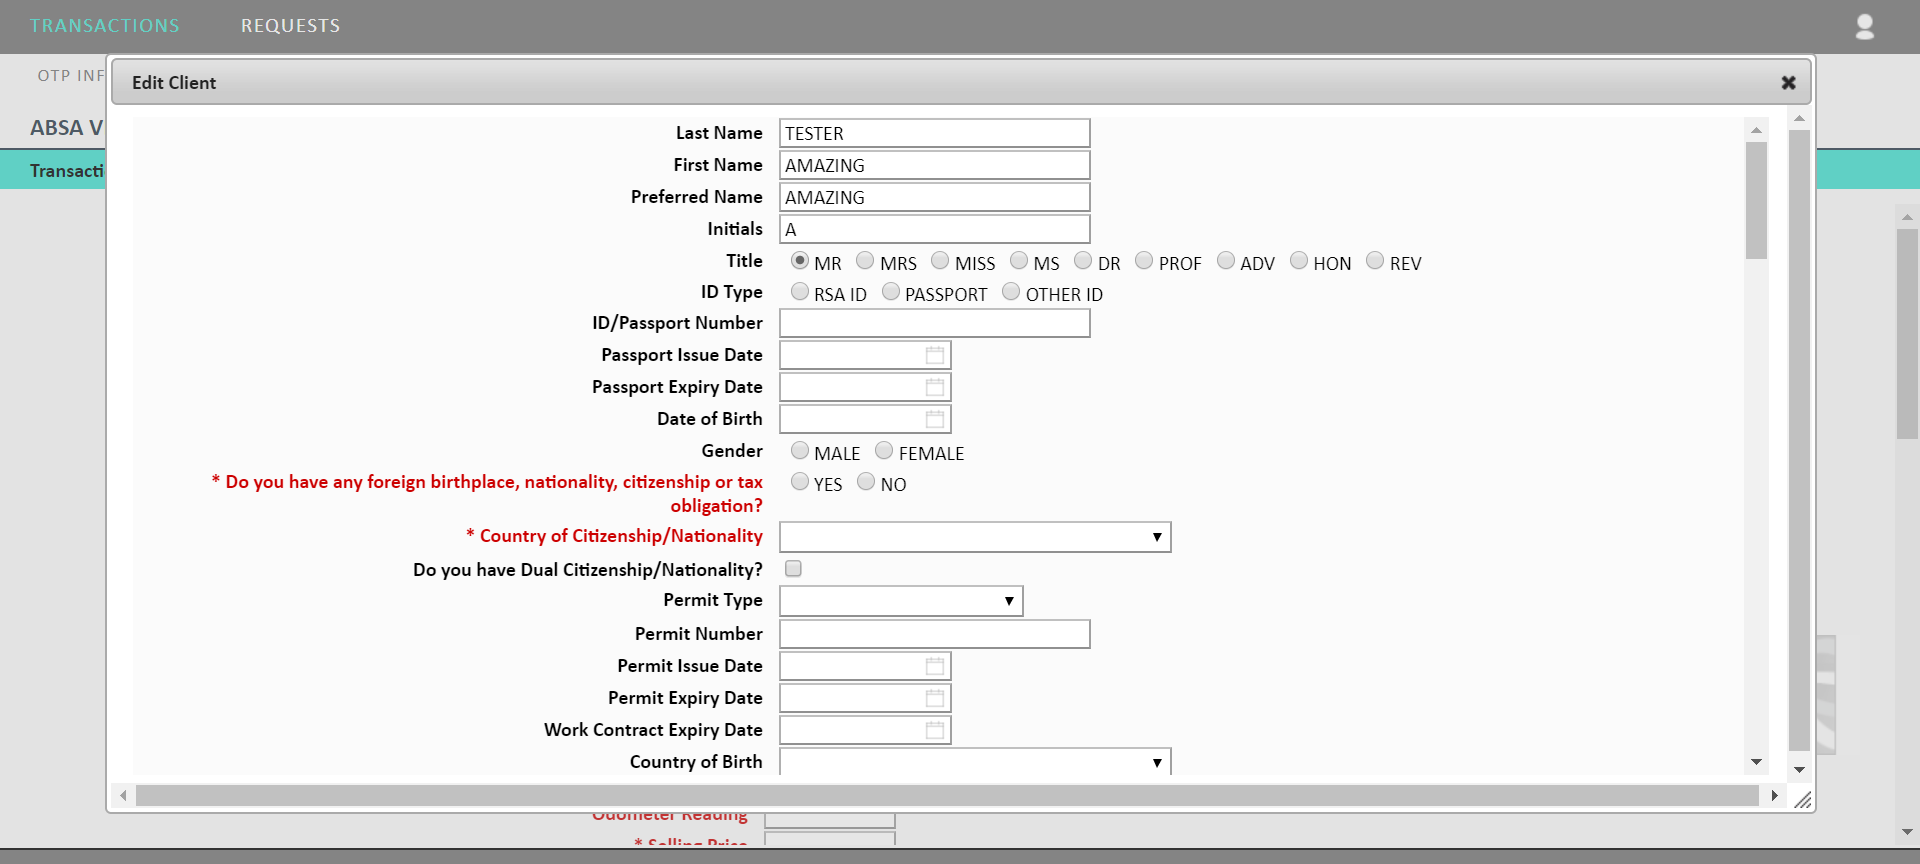 TRANSACTIONS REQUESTS
OTP INF
Edit Client
ABSA V
Transacti
Last Name TESTER
First Name AMAZING
Preferred Name AMAZING
Initials A
Title MR MRS MISS MS DR PROF ADV HON REV
ID Type RSA ID PASSPORT OTHER ID
ID/Passport Number
Passport Issue Date
Passport Expiry Date
Date of Birth
Gender MALE FEMALE
* Do you have any foreign birthplace, nationality, citizenship or tax YES NO
obligation?
* Country of Citizenship/Nationality
Do you have Dual Citizenship/Nationality?
Permit Type
Permit Number
Permit Issue Date
Permit Expiry Date
Work Contract Expiry Date
Country of Birth
Odometer Reading
* Selling Price